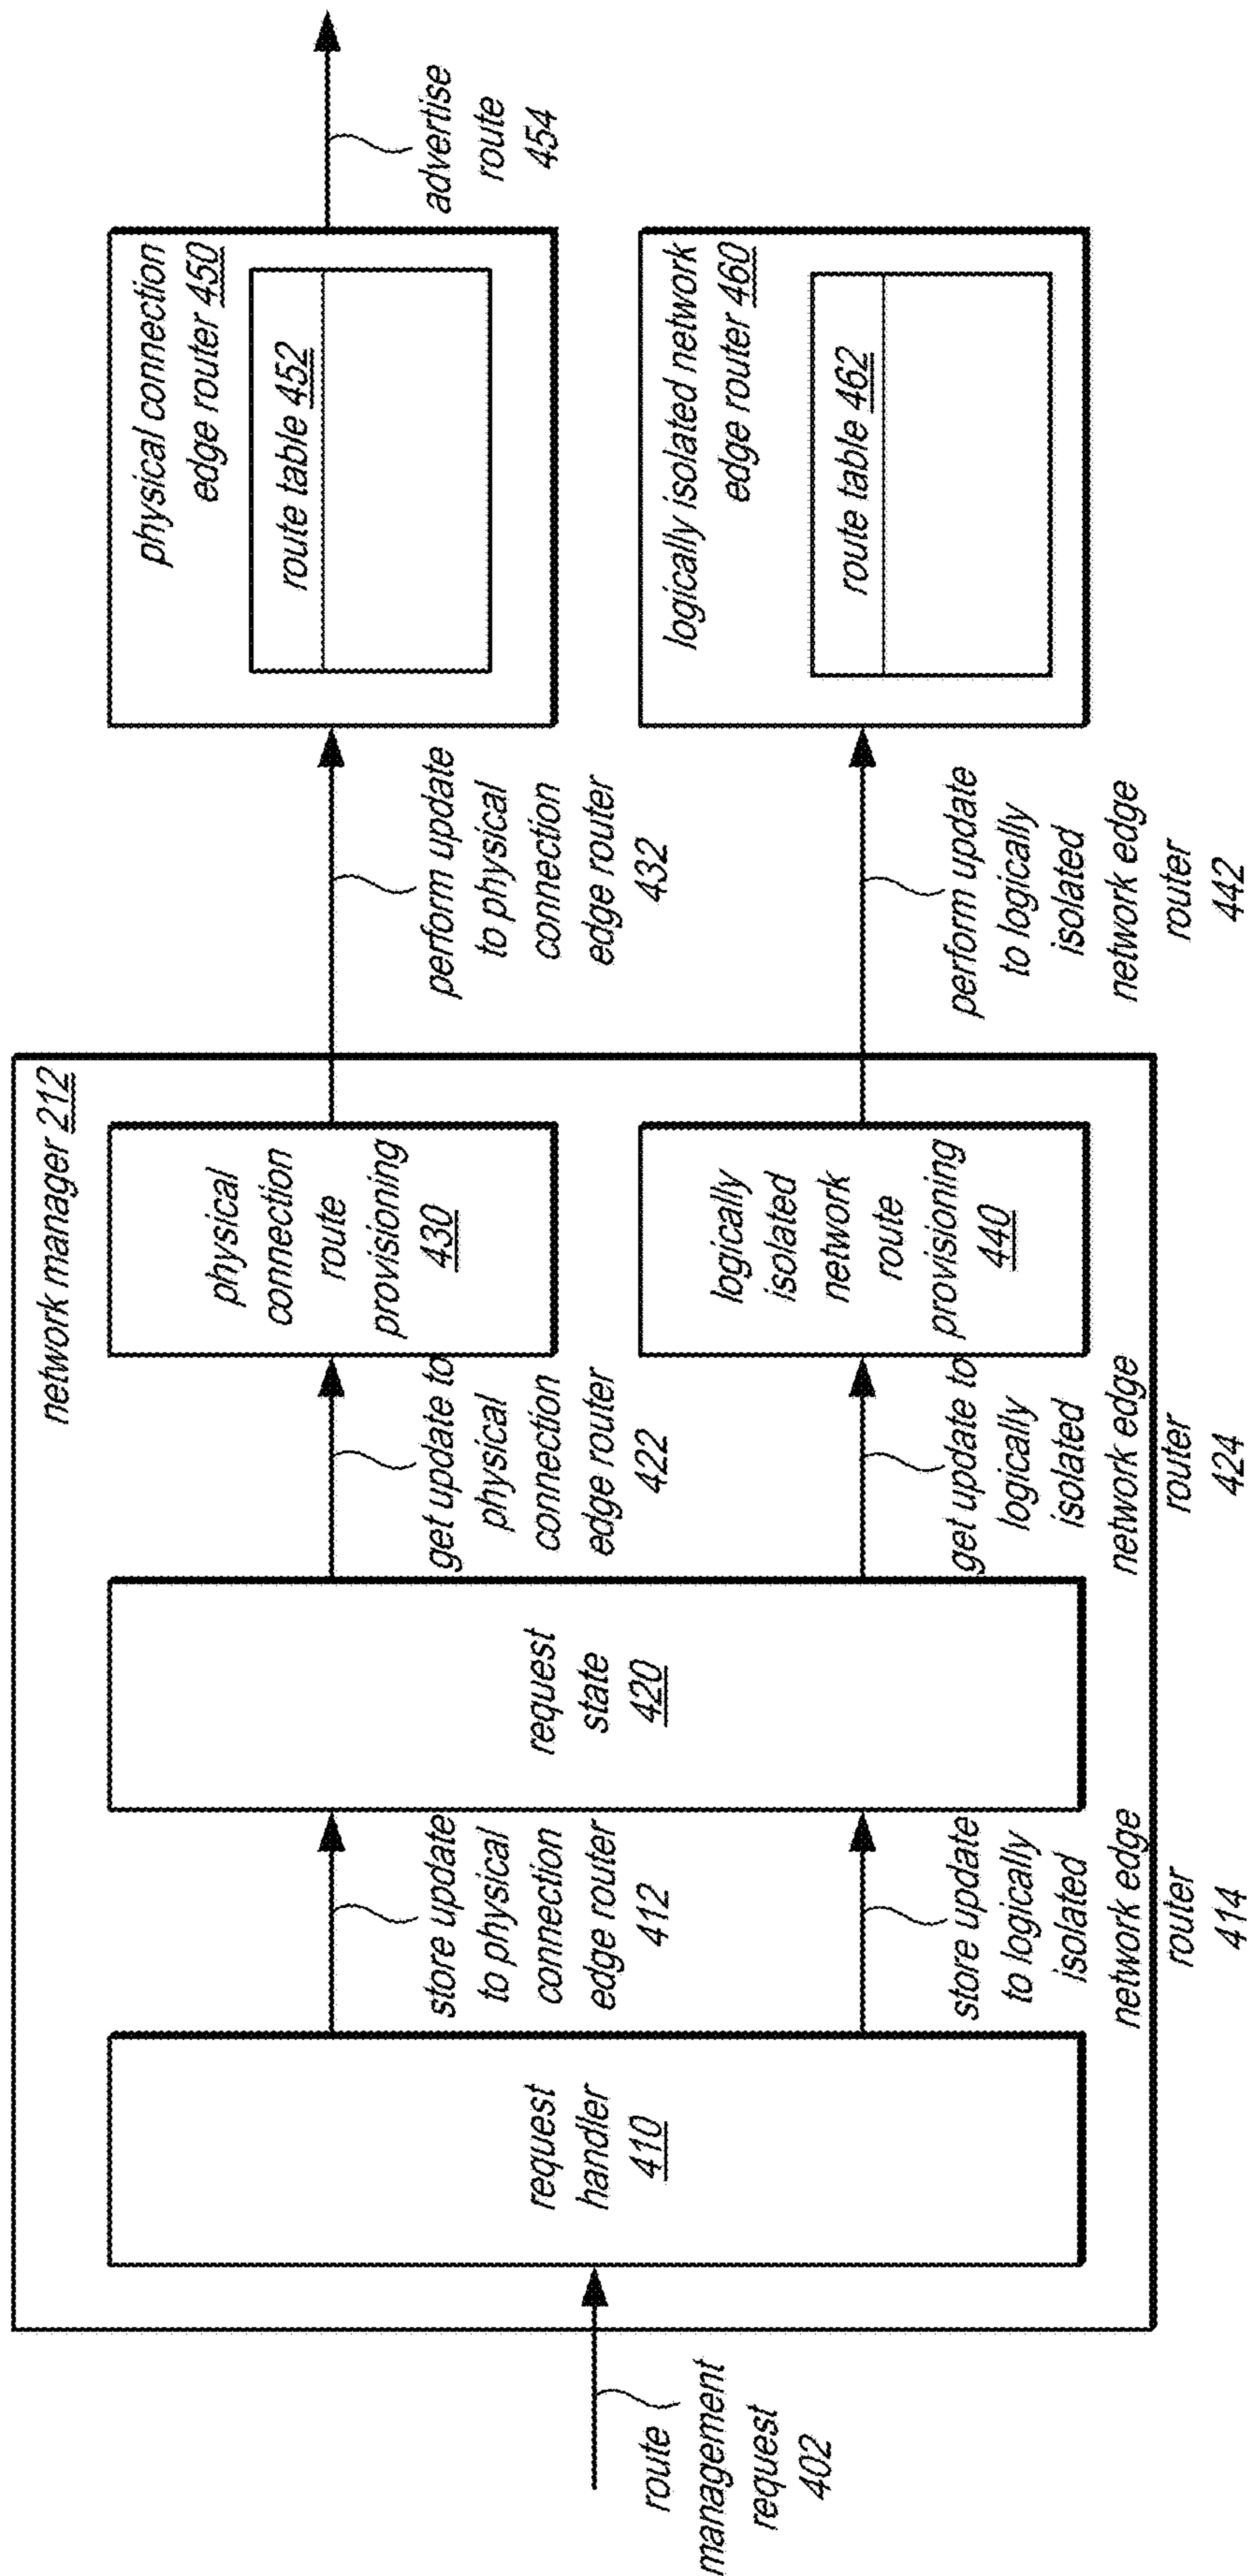 network manager 212
route
management
request
402
request
handler
410
store update
to physical
connection
edge router
412
store update
to logically
isolated
network edge
router
414
request
state
420
get update to
physical
connection
edge router
422
get update to
logically
isolated
network edge
router
424
physical
connection
route
provisioning
430
logically
isolated
network
route
provisioning
440
perform update
to physical
connection
edge router
432
perform update
to logically
isolated
network edge
router
442
physical connection
edge router 450
route table 452
logically isolated network
edge router 460
route table 462
advertise
route
454